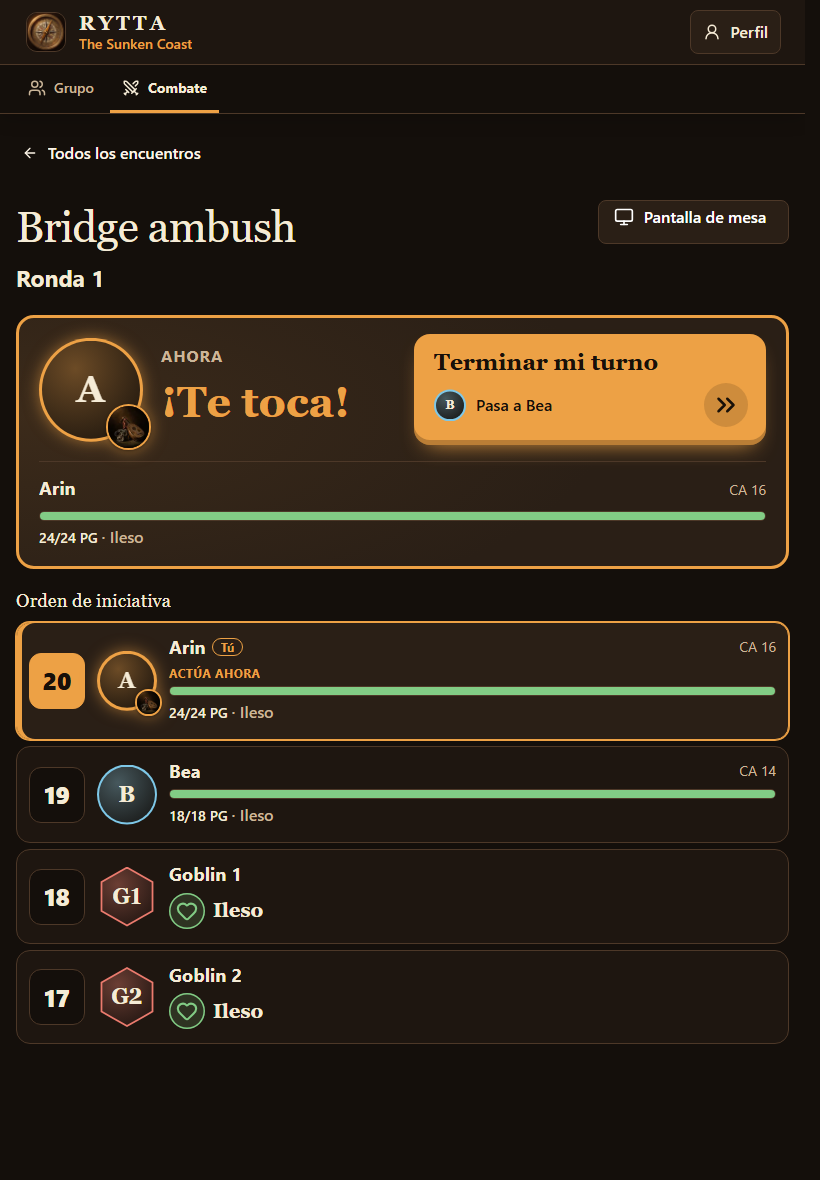 RYTTA
The Sunken Coast
Perfil
Grupo
Combate
Todos los encuentros
Bridge ambush
Pantalla de mesa
Ronda 1
A
AHORA
¡Te toca!
Terminar mi turno
B
Pasa a Bea
Arin
CA 16
24/24 PG · Ileso
Orden de iniciativa
20
A
Arin
Tú
CA 16
ACTÚA AHORA
24/24 PG · Ileso
19
B
Bea
CA 14
18/18 PG · Ileso
18
G1
Goblin 1
Ileso
17
G2
Goblin 2
Ileso